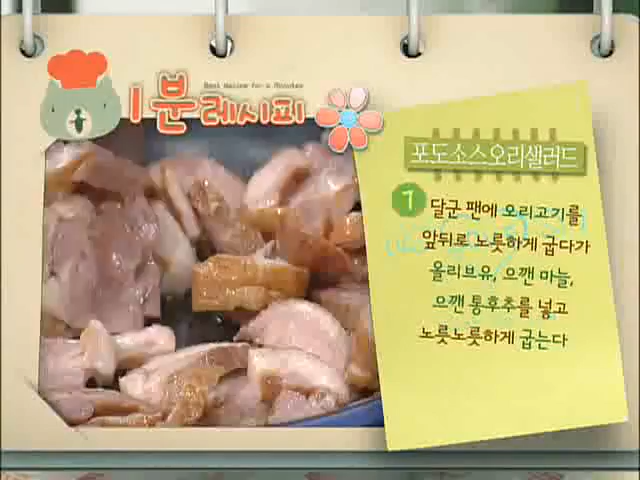 Best Recipe for a Minutes
1분 레시피
포도소스오리샐러드
1 달군 팬에 오리고기를
앞뒤로 노릇하게 굽다가
올리브유, 으깬 마늘,
으깬 통후추를 넣고
노릇노릇하게 굽는다